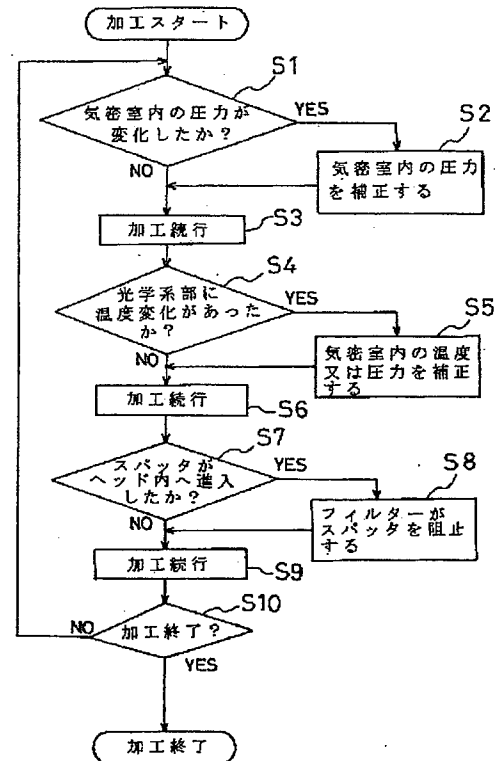 加工スタート
S1
気密室内の圧力が
変化したか?
YES
S2
気密室内の圧力
を補正する
NO
S3
加工続行
S4
光学系部に
温度変化があった
か?
YES
S5
気密室内の温度
又は圧力を補正
する
NO
加工続行
S6
S7
スパッタが
ヘッド内へ進入
したか?
YES
S8
フィルターが
スパッタを阻止
する
NO
加工続行
S9
S10
NO
加工終了?
YES
加工終了